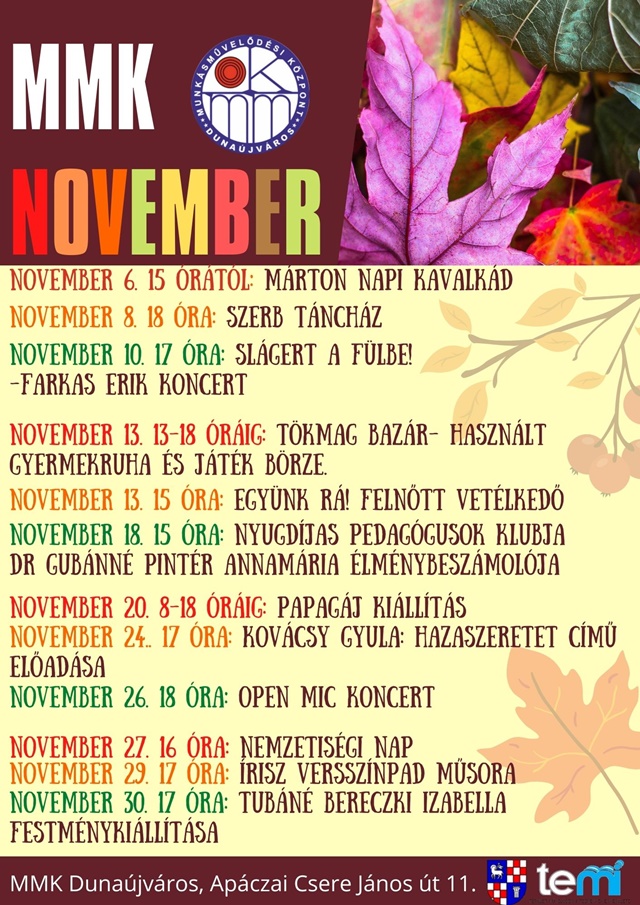 MMK
MUNKÁSMŰVELŐDÉSI KÖZPONT
DUNAÚJVÁROS
NOVEMBER
NOVEMBER 6. 15 ÓRÁTÓL: MÁRTON NAPI KAVALKÁD
NOVEMBER 8. 18 ÓRA: SZERB TÁNCHÁZ
NOVEMBER 10. 17 ÓRA: SLÁGERT A FÜLBE!
-FARKAS ERIK KONCERT
NOVEMBER 13. 13-18 ÓRÁIG: TÖKMAG BAZÁR- HASZNÁLT
GYERMEKRUHA ÉS JÁTÉK BÖRZE.
NOVEMBER 13. 15 ÓRA: EGYÜNK RÁ! FELNŐTT VETÉLKEDŐ
NOVEMBER 18. 15 ÓRA: NYUGDÍJAS PEDAGÓGUSOK KLUBJA
DR GUBÁNNÉ PINTÉR ANNAMÁRIA ÉLMÉNYBESZÁMOLÓJA
NOVEMBER 20. 8-18 ÓRÁIG: PAPAGÁJ KIÁLLÍTÁS
NOVEMBER 24.. 17 ÓRA: KOVÁCSY GYULA: HAZASZERETET CÍMŰ
ELŐADÁSA
NOVEMBER 26. 18 ÓRA: OPEN MIC KONCERT
NOVEMBER 27. 16 ÓRA: NEMZETISÉGI NAP
NOVEMBER 29. 17 ÓRA: ÍRISZ VERSSZÍNPAD MŰSORA
NOVEMBER 30. 17 ÓRA: TUBÁNÉ BERECZKI IZABELLA
FESTMÉNYKIÁLLÍTÁSA
MMK Dunaújváros, Apáczai Csere János út 11.
temi